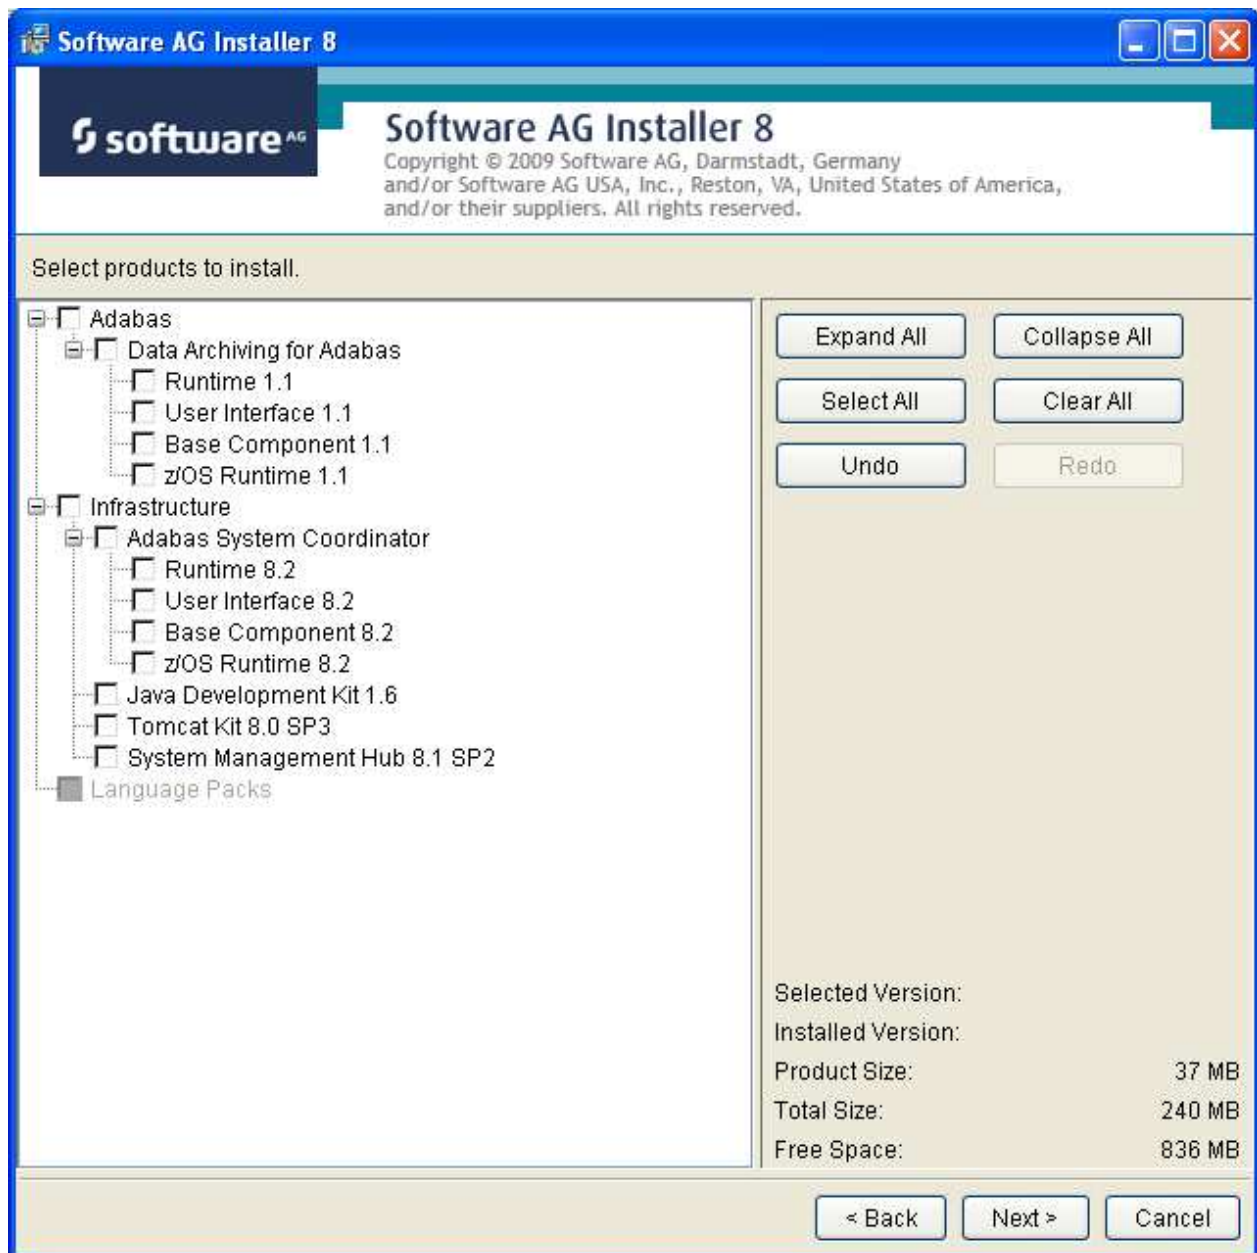 Software AG Installer 8
software AG
Software AG Installer 8
Copyright © 2009 Software AG, Darmstadt, Germany
and/or Software AG USA, Inc., Reston, VA, United States of America,
and/or their suppliers. All rights reserved.
Select products to install.
Adabas
Data Archiving for Adabas
Runtime 1.1
User Interface 1.1
Base Component 1.1
z/OS Runtime 1.1
Infrastructure
Adabas System Coordinator
Runtime 8.2
User Interface 8.2
Base Component 8.2
z/OS Runtime 8.2
Java Development Kit 1.6
Tomcat Kit 8.0 SP3
System Management Hub 8.1 SP2
Language Packs
Expand All Collapse All
Select All Clear All
Undo Redo
Selected Version:
Installed Version:
Product Size: 37 MB
Total Size: 240 MB
Free Space: 836 MB
< Back Next > Cancel